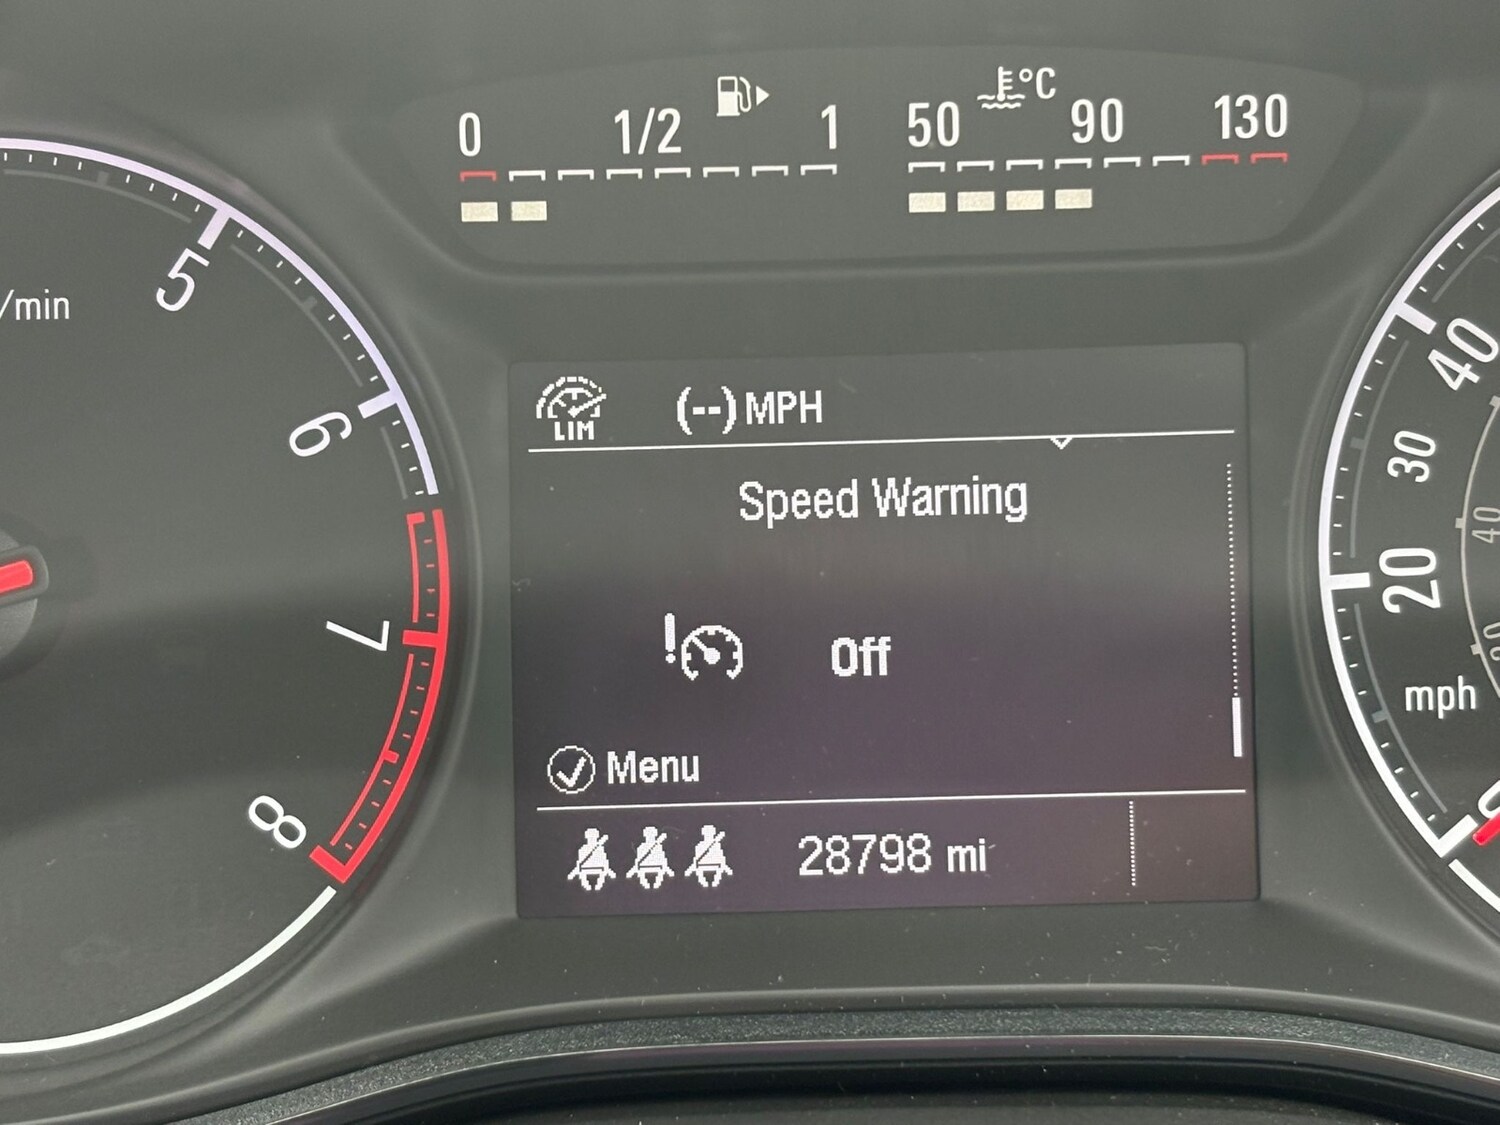 0 1/2 1
50 °C 90 130
5
/min
6
7
8
LIM (--) MPH
Speed Warning
Off
Menu
28798 mi
40
30
20
mph
40
20